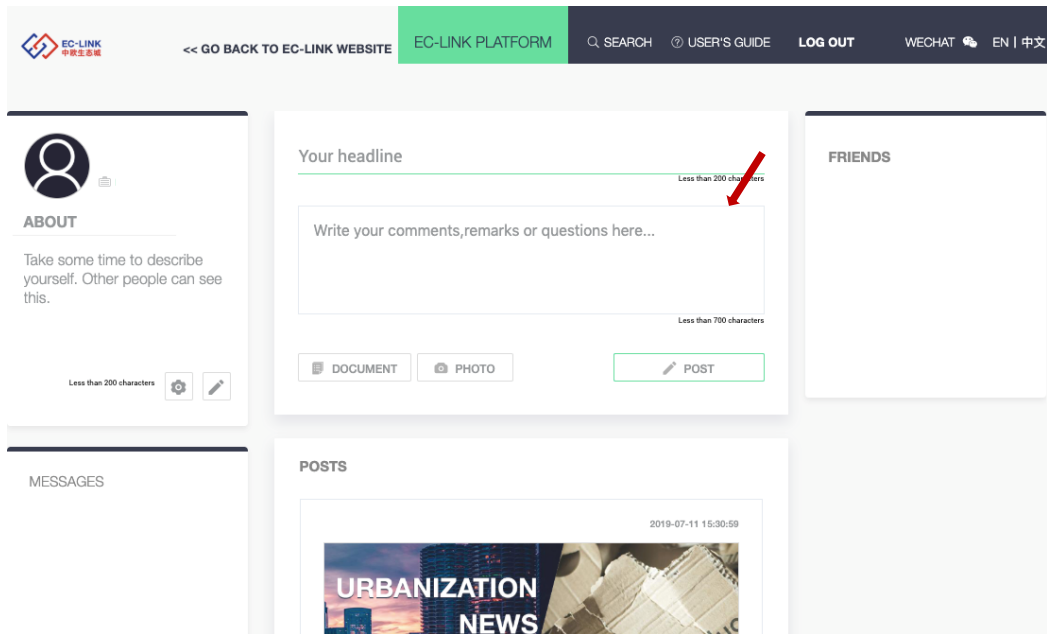 EC-LINK
中欧生态城
<< GO BACK TO EC-LINK WEBSITE
EC-LINK PLATFORM
SEARCH
USER'S GUIDE
LOG OUT
WECHAT
EN | 中文
ABOUT
Take some time to describe
yourself. Other people can see
this.
Less than 200 characters
MESSAGES
Your headline
Less than 200 characters
Write your comments,remarks or questions here...
Less than 700 characters
DOCUMENT
PHOTO
POST
POSTS
2019-07-11 15:30:59
URBANIZATION
NEWS
FRIENDS